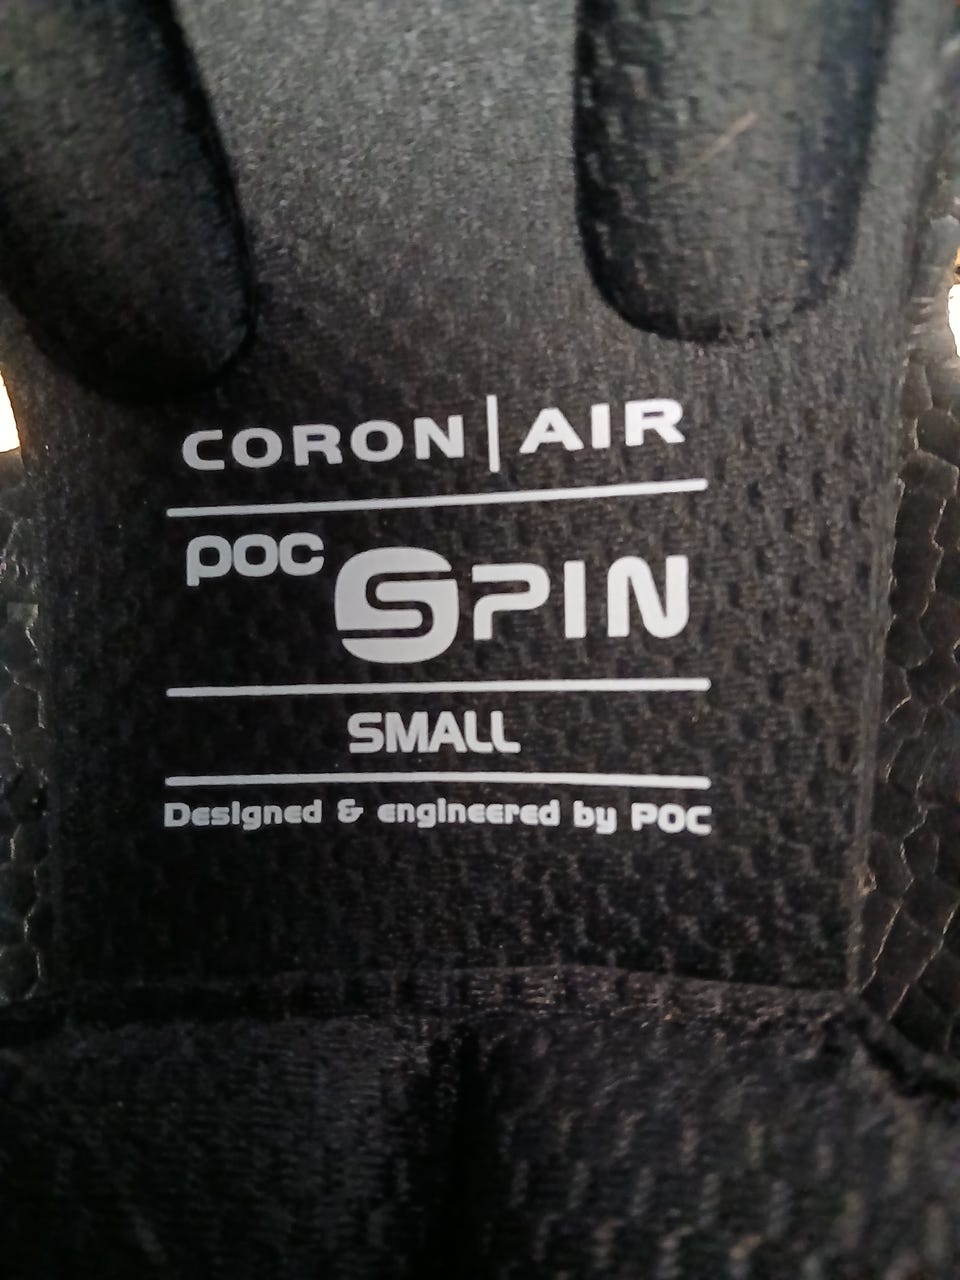 CORON | AIR
POC SPIN
SMALL
Designed & engineered by POC